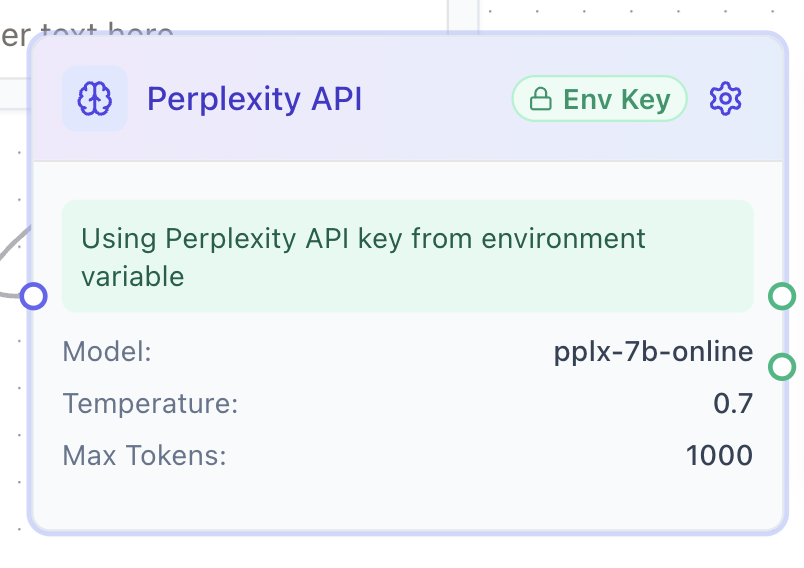 er text here
Perplexity API
Env Key
Using Perplexity API key from environment
variable
Model: pplx-7b-online
Temperature: 0.7
Max Tokens: 1000